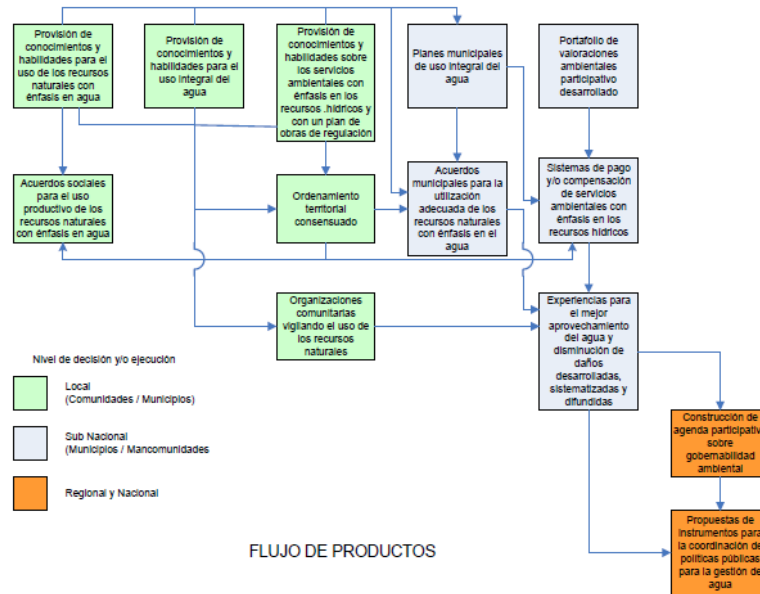 Provisión de
conocimientos y
habilidades para el
uso de los recursos
naturales con
énfasis en agua
Provisión de
conocimientos y
habilidades para el
uso integral del
agua
Provisión de
conocimientos y
habilidades sobre
los servicios
ambientales con
énfasis en los
recursos .hídricos y
con un plan de
obras de regulación
Planes municipales
de uso integral del
agua
Portafolio de
valoraciones
ambientales
participativo
desarrollado
Acuerdos sociales
para el uso
productivo de los
recursos naturales
con énfasis en agua
Ordenamiento
territorial
consensuado
Acuerdos
municipales para la
utilización
adecuada de los
recursos naturales
con énfasis en el
agua
Sistemas de pago
y/o compensación
de servicios
ambientales con
énfasis en los
recursos hídricos
Organizaciones
comunitarias
vigilando el uso de
los recursos
naturales
Experiencias para
el mejor
aprovechamiento
del agua y
disminución de
daños
desarrolladas,
sistematizadas y
difundidas
Nivel de decisión y/o ejecución
Local
(Comunidades / Municipios)
Sub Nacional
(Municipios / Mancomunidades
Regional y Nacional
Construcción de
agenda participativ
sobre
gobernabilidad
ambiental
Propuestas de
instrumentos para
la coordinación de
políticas públicas
para la gestión de
agua
FLUJO DE PRODUCTOS